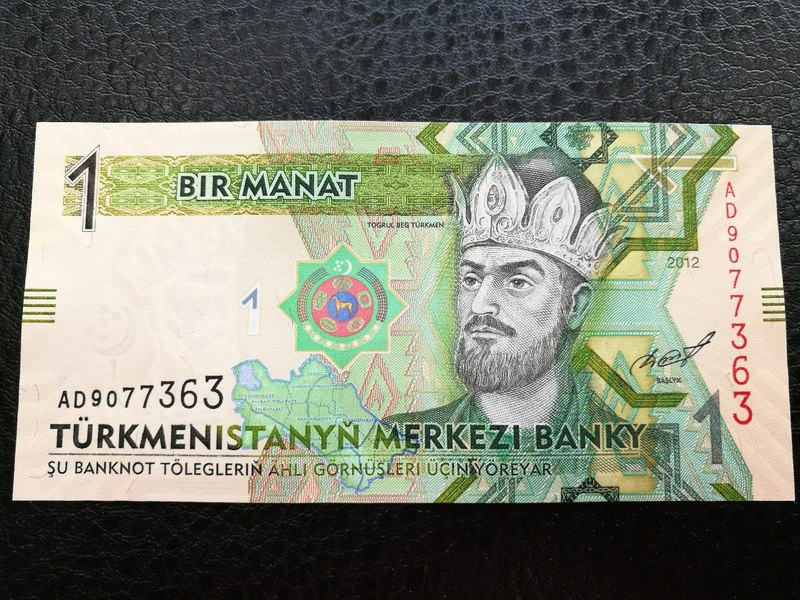 1 BIR MANAT
TOGRUL BEG TÜRKMEN
2012
AD9077363
1
BAŞLYK
AD9077363
1
TÜRKMENISTANYŇ MERKEZI BANKY
ŞU BANKNOT TÖLEGLERIŇ ÄHLI GÖRNÜŞLERI ÜÇIN ÝÖREÝÄR